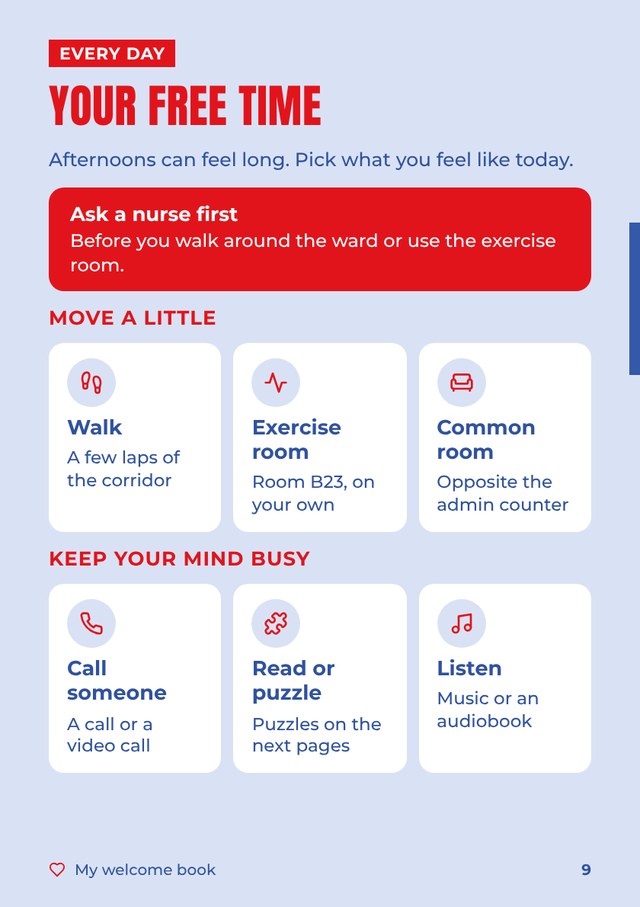 EVERY DAY
YOUR FREE TIME
Afternoons can feel long. Pick what you feel like today.
Ask a nurse first
Before you walk around the ward or use the exercise
room.
MOVE A LITTLE
Walk
A few laps of
the corridor
Exercise
room
Room B23, on
your own
Common
room
Opposite the
admin counter
KEEP YOUR MIND BUSY
Call
someone
A call or a
video call
Read or
puzzle
Puzzles on the
next pages
Listen
Music or an
audiobook
My welcome book
9